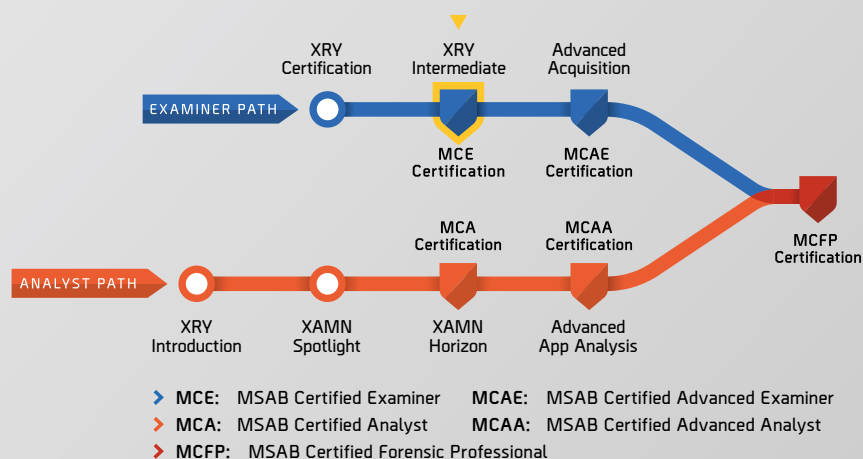 XRY
Certification
XRY
Intermediate
Advanced
Acquisition
EXAMINER PATH
MCE
Certification
MCAE
Certification
MCA
Certification
MCAA
Certification
MCFP
Certification
ANALYST PATH
XRY
Introduction
XAMN
Spotlight
XAMN
Horizon
Advanced
App Analysis
MCE: MSAB Certified Examiner MCAE: MSAB Certified Advanced Examiner
MCA: MSAB Certified Analyst MCAA: MSAB Certified Advanced Analyst
MCFP: MSAB Certified Forensic Professional